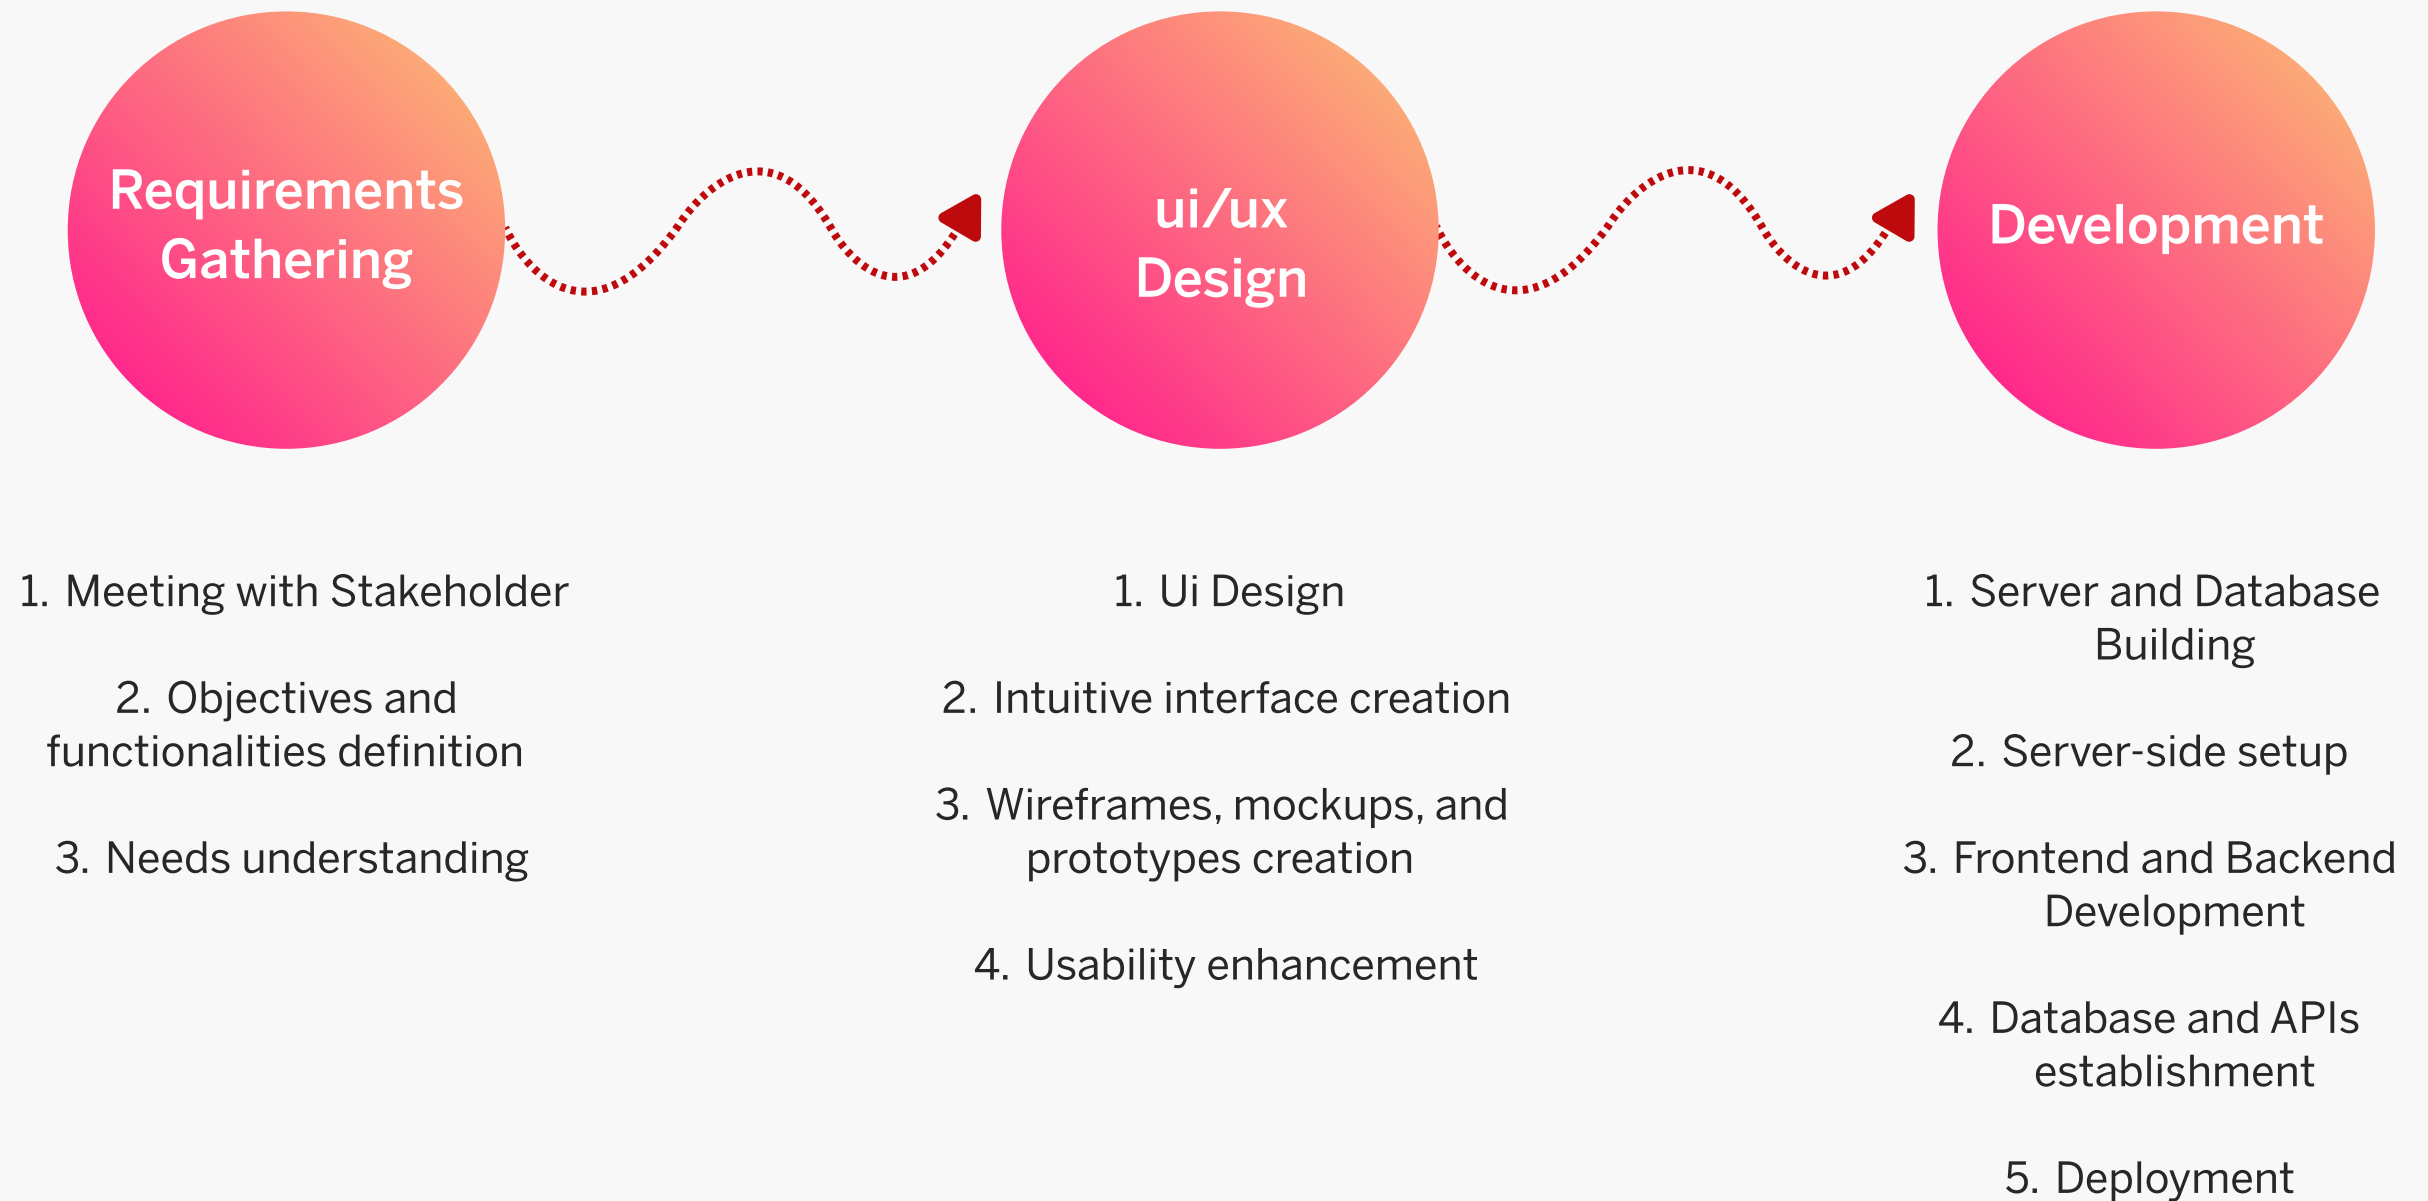 Requirements
Gathering
ui/ux
Design
Development
1. Meeting with Stakeholder
2. Objectives and
functionalities definition
3. Needs understanding
1. Ui Design
2. Intuitive interface creation
3. Wireframes, mockups, and
prototypes creation
4. Usability enhancement
1. Server and Database
Building
2. Server-side setup
3. Frontend and Backend
Development
4. Database and APIs
establishment
5. Deployment